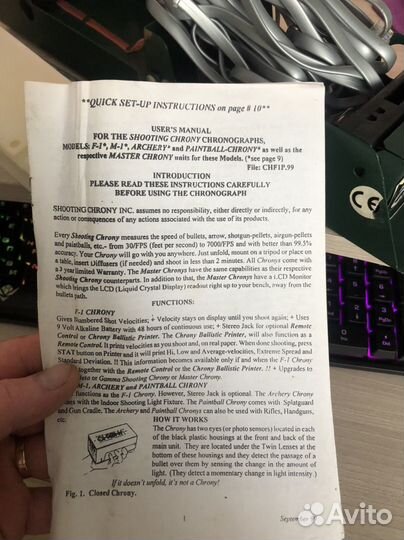 **QUICK SET-UP INSTRUCTIONS on page # 10**
USER'S MANUAL
FOR THE SHOOTING CHRONY CHRONOGRAPHS,
MODELS: F-1*, M-1*, ARCHERY* and PAINTBALL-CHRONY* as well as the
respective MASTER CHRONY units for these Models. (*see page 9)
File: CHF1P.99
INTRODUCTION
PLEASE READ THESE INSTRUCTIONS CAREFULLY
BEFORE USING THE CHRONOGRAPH
SHOOTING CHRONY INC. assumes no responsibility, either directly or indirectly, for any
action or consequences of any actions associated with the use of its products.
Every Shooting Chrony measures the speed of bullets, arrow, shotgun-pellets, airgun-pellets
and paintballs, etc.- from 30/FPS (feet per second) to 7000/FPS and with better than 99.5%
accuracy. Your Chrony will go with you anywhere. Just unfold, mount on a tripod or place on
a table, insert Diffusers (if needed) and shoot in less than 2 minutes. All Chronys come with
a year limited Warranty. The Master Chronys have the same capabilities as their respective
Shooting Chrony counterparts. In addition to that, the Master Chronys have a i.CD Monitor
which brings the LCD (Liquid Crystal Display) readout right up to your bench, away from the
bullets path.
FUNCTIONS:
F-1 CHRONY
Gives Numbered Shot Velocities; + Velocity stays on display until you shoot again; + Uses
9 Volt Alkaline Battery with 48 hours of continuous use; + Stereo Jack for optional Remote
Control or Chrony Ballistic Printer. The Chrony Ballistic Printer, will also function as a
Remote Control. It prints velocities as you shoot and, on real paper. When done shooting, press
STAT button on Printer and it will print Hi, Low and Average-velocities, Extreme Spread and
Standard Deviation. !! This information becomes available only if and when the F-1 Chrony
together with the Remote Control or the Chrony Ballistic Printer. !! + Upgrades to
Beta or Gamma Shooting Chrony or Master Chrony.
M-1, ARCHERY and PAINTBALL CHRONY
functions as the F-1 Chrony. However, Stereo Jack is optional. The Archery Chrony
with the Indoor Shooting Light Fixture. The Paintball Chrony comes with Splatguard
and Gun Cradle. The Archery and Paintball Chronys can also be used with Rifles, Handguns,
etc.
HOW IT WORKS
The Chrony has two eyes (or photo sensors) located in each
of the black plastic housings at the front and back of the
main unit. They are located under the Twin Lenses at the
bottom of these housings and they detect the passage of a
bullet over them by sensing the change in the amount of
light. (They detect a momentary change in light intensity.)
If it doesn't unfold, it's not a Chrony!
Fig. 1. Closed Chrony.
1
September
Avito